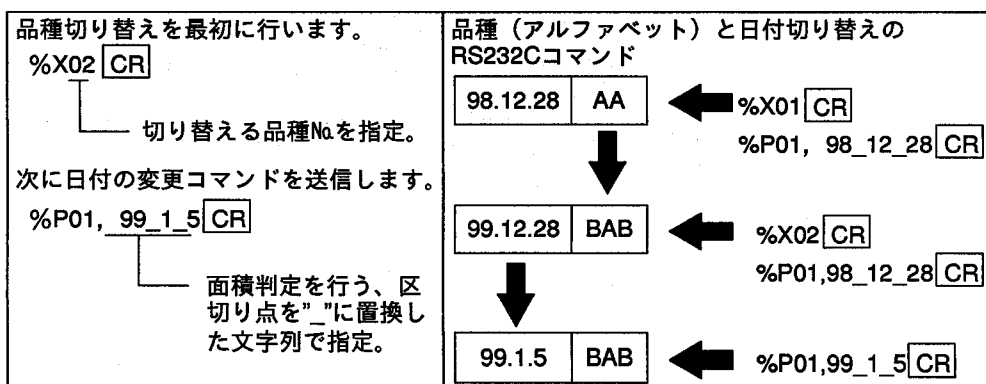 品種切り替えを最初に行います。
%X02 CR
切り替える品種No.を指定。
次に日付の変更コマンドを送信します。
%P01, 99_1_5 CR
面積判定を行う、区
切り点を"_"に置換し
た文字列で指定。
品種（アルファベット）と日付切り替えの
RS232Cコマンド
98.12.28 AA
%X01 CR
%P01, 98_12_28 CR
99.12.28 BAB
%X02 CR
%P01,98_12_28 CR
99.1.5 BAB
%P01,99_1_5 CR